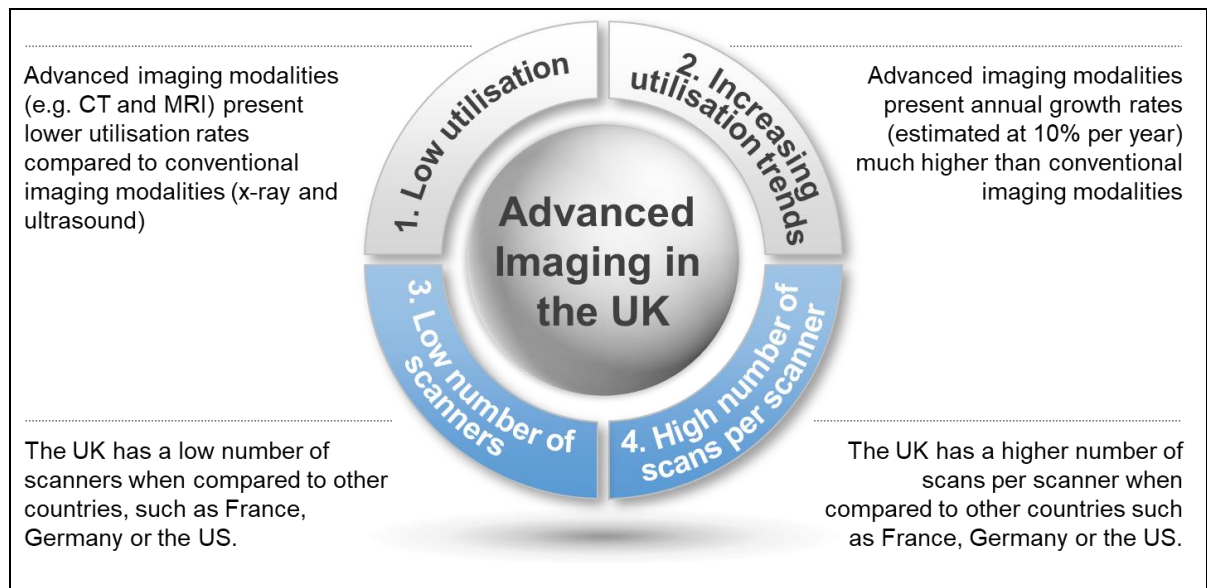 Advanced imaging modalities
(e.g. CT and MRI) present
lower utilisation rates
compared to conventional
imaging modalities (x-ray and
ultrasound)
1. Low utilisation
2. Increasing
utilisation trends
Advanced imaging modalities
present annual growth rates
(estimated at 10% per year)
much higher than conventional
imaging modalities
Advanced
Imaging in
the UK
3. Low number of
scanners
4. High number of
scans per scanner
The UK has a low number of
scanners when compared to other
countries, such as France,
Germany or the US.
The UK has a higher number of
scans per scanner when
compared to other countries such
as France, Germany or the US.